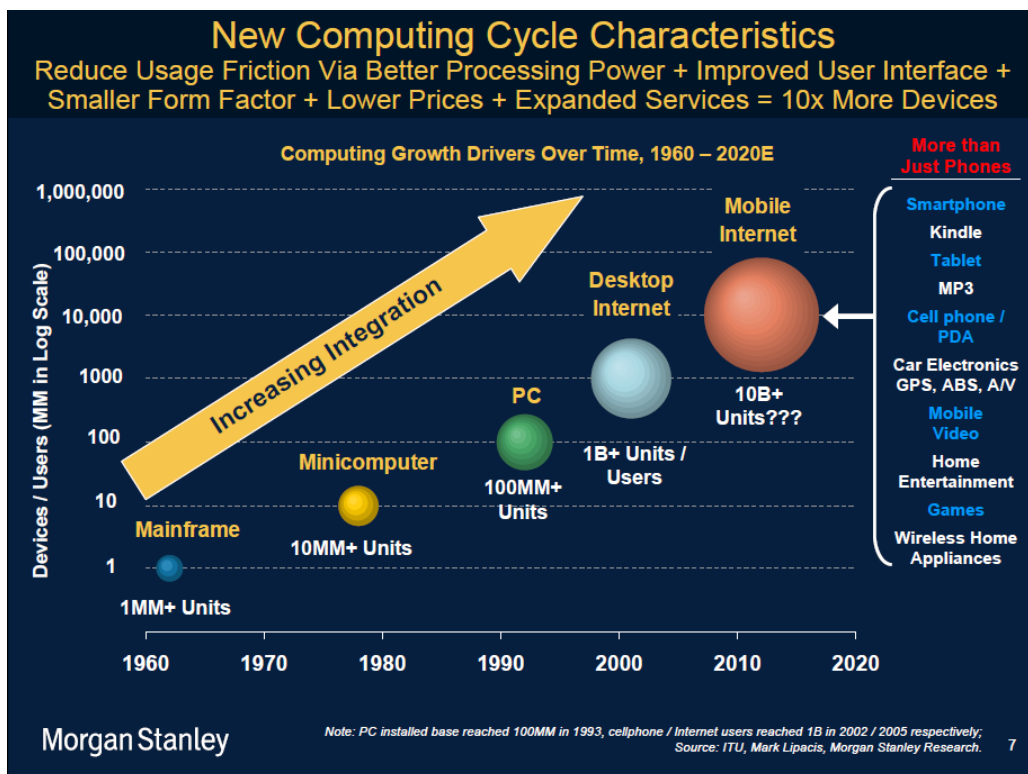 New Computing Cycle Characteristics
Reduce Usage Friction Via Better Processing Power + Improved User Interface +
Smaller Form Factor + Lower Prices + Expanded Services = 10x More Devices
Computing Growth Drivers Over Time, 1960 – 2020E
Devices / Users (MM in Log Scale)
1,000,000
100,000
10,000
1000
100
10
1
Increasing Integration
Mainframe
1MM+ Units
Minicomputer
10MM+ Units
PC
100MM+
Units
Desktop
Internet
1B+ Units /
Users
Mobile
Internet
10B+
Units???
1960
1970
1980
1990
2000
2010
2020
More than
Just Phones
Smartphone
Kindle
Tablet
MP3
Cell phone /
PDA
Car Electronics
GPS, ABS, A/V
Mobile
Video
Home
Entertainment
Games
Wireless Home
Appliances
Morgan Stanley
Note: PC installed base reached 100MM in 1993, cellphone / Internet users reached 1B in 2002 / 2005 respectively;
Source: ITU, Mark Lipacis, Morgan Stanley Research.
7